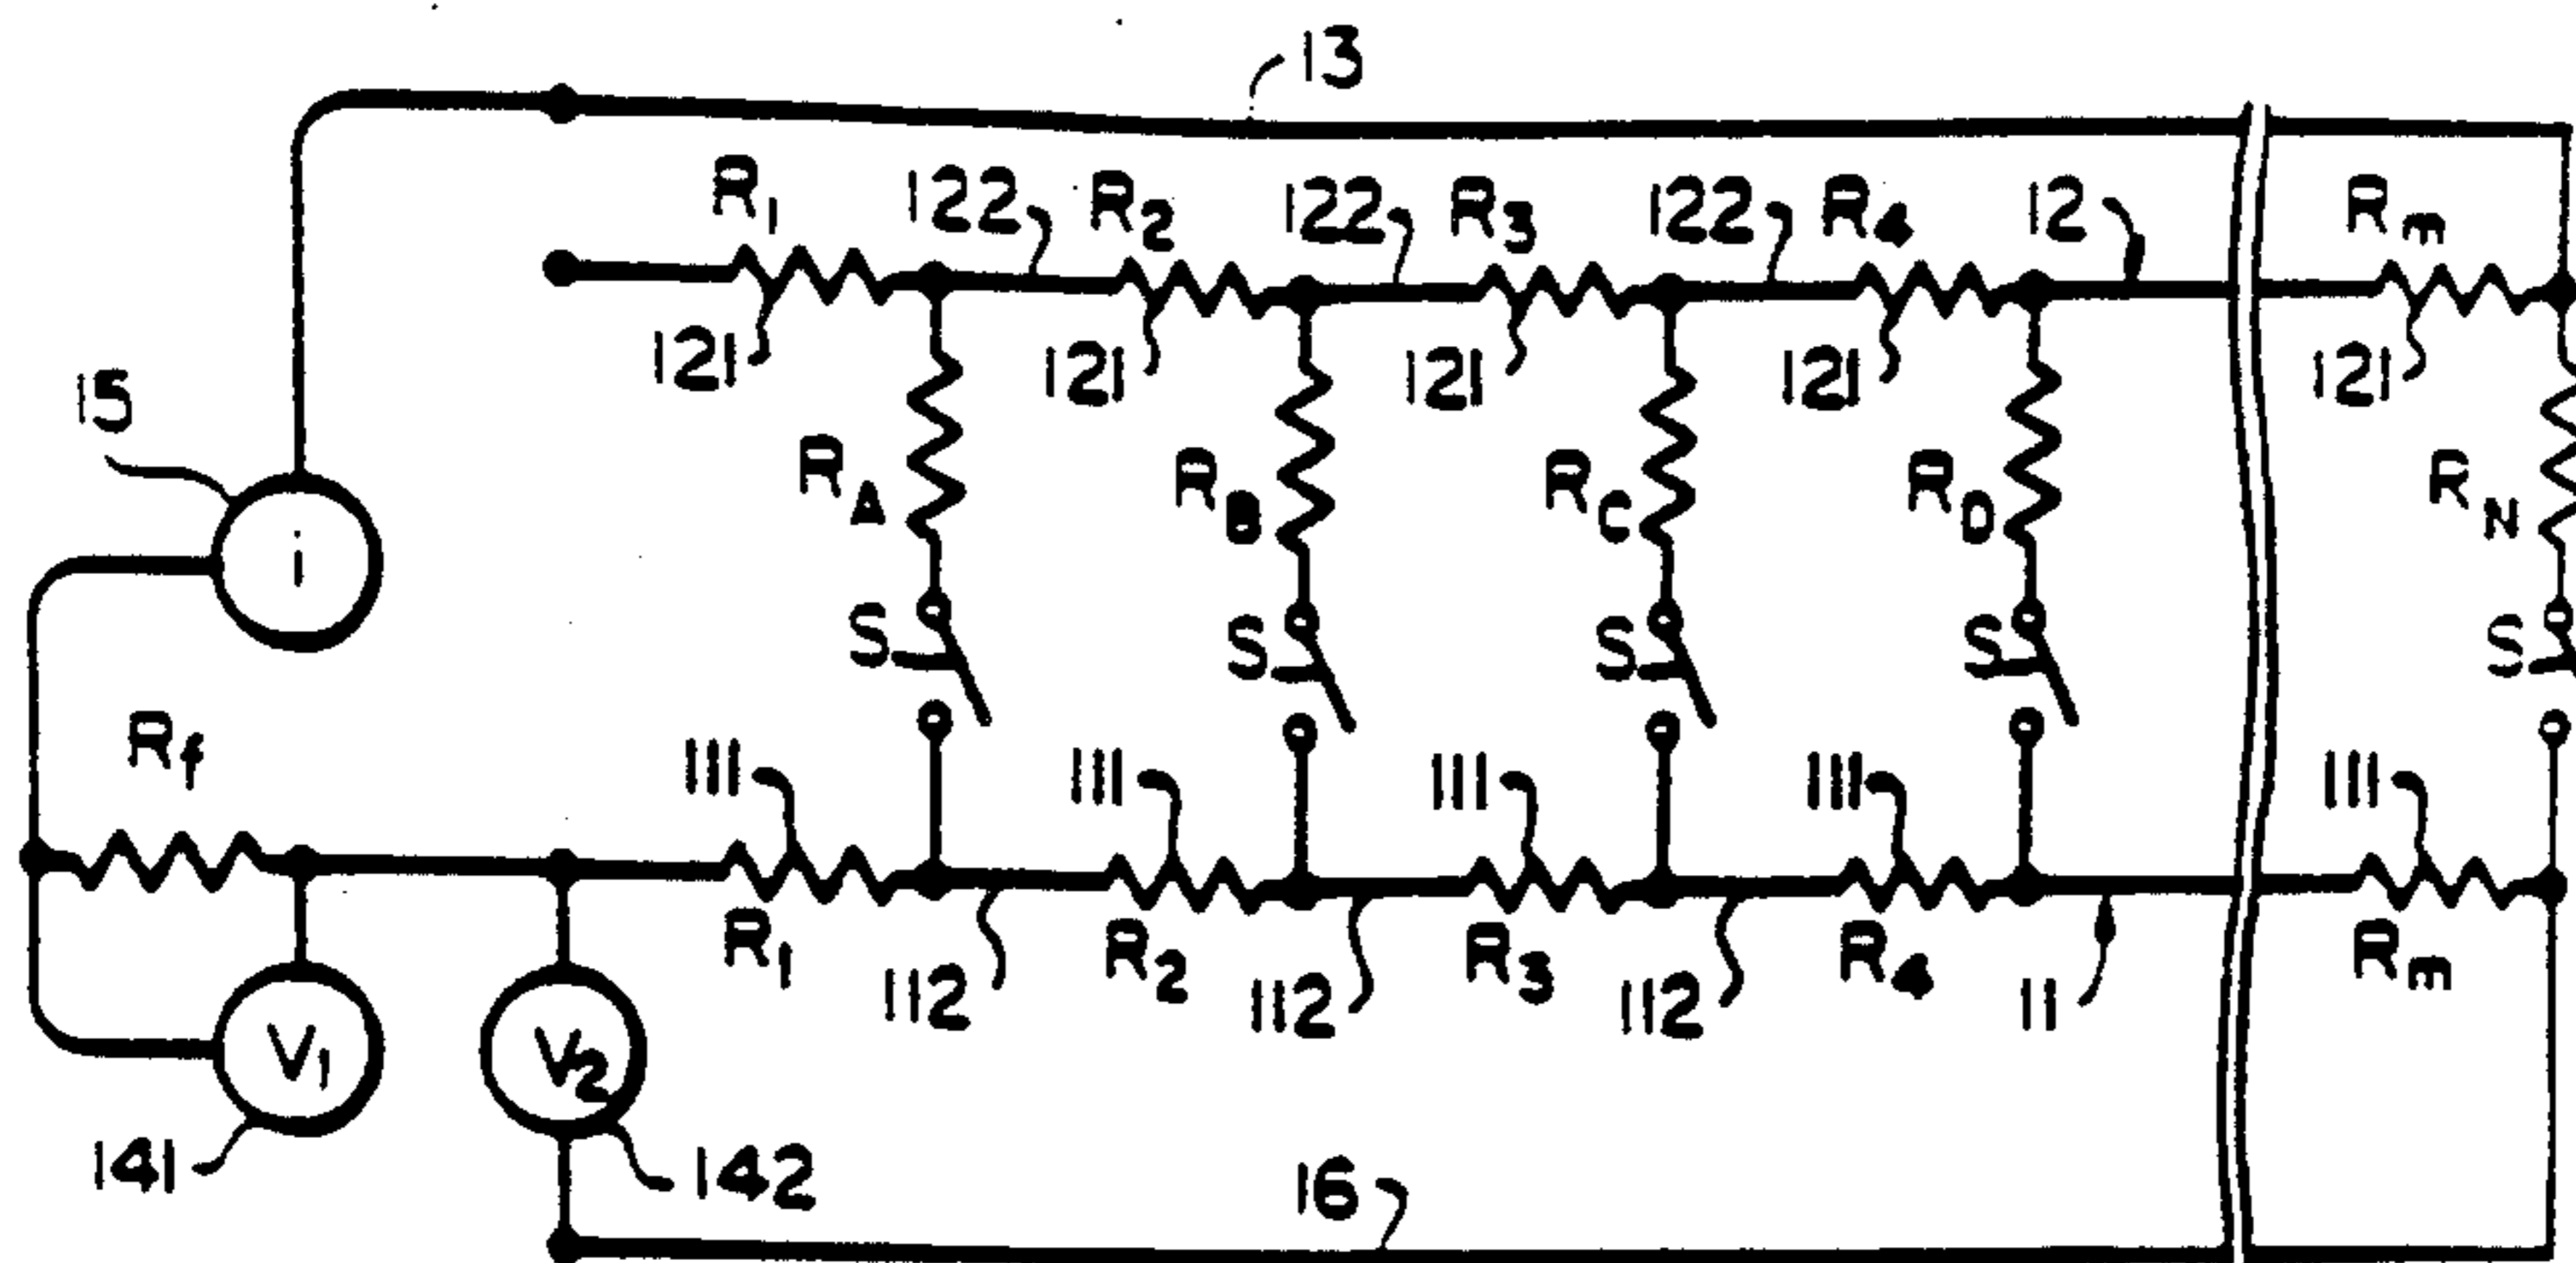 13
R1 122 R2 122 R3 122 R4 12 Rm
121 121 121 121 121
15
RA RB RC RD RN
i
S S S S S
Rf
111 111 111 111 111
R1 R2 R3 R4 Rm
112 112 112 11
V1 V2
141 142 16